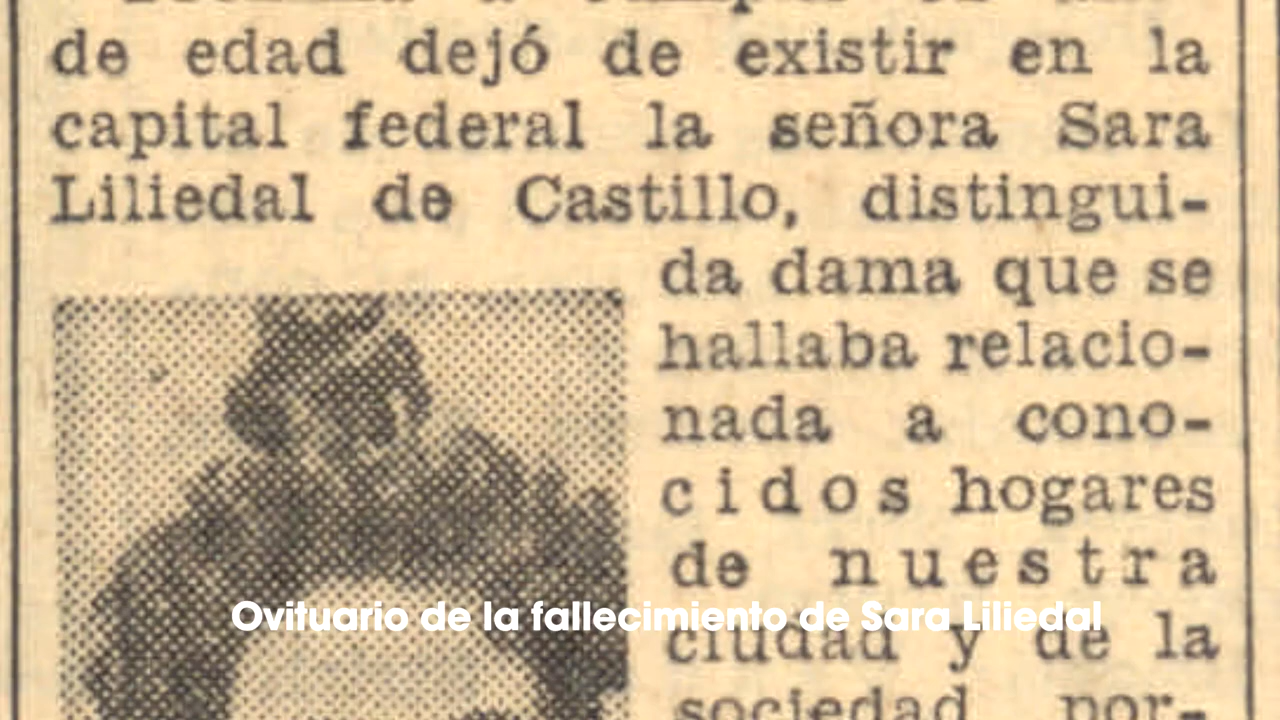 de edad dejó de existir en la
capital federal la señora Sara
Liliedal de Castillo, distingui-
da dama que se
hallaba relacio-
nada a cono-
cidos hogares
de nuestra
Ovituario de la fallecimiento de Sara Liliedal
ciudad y de la
sociedad por-